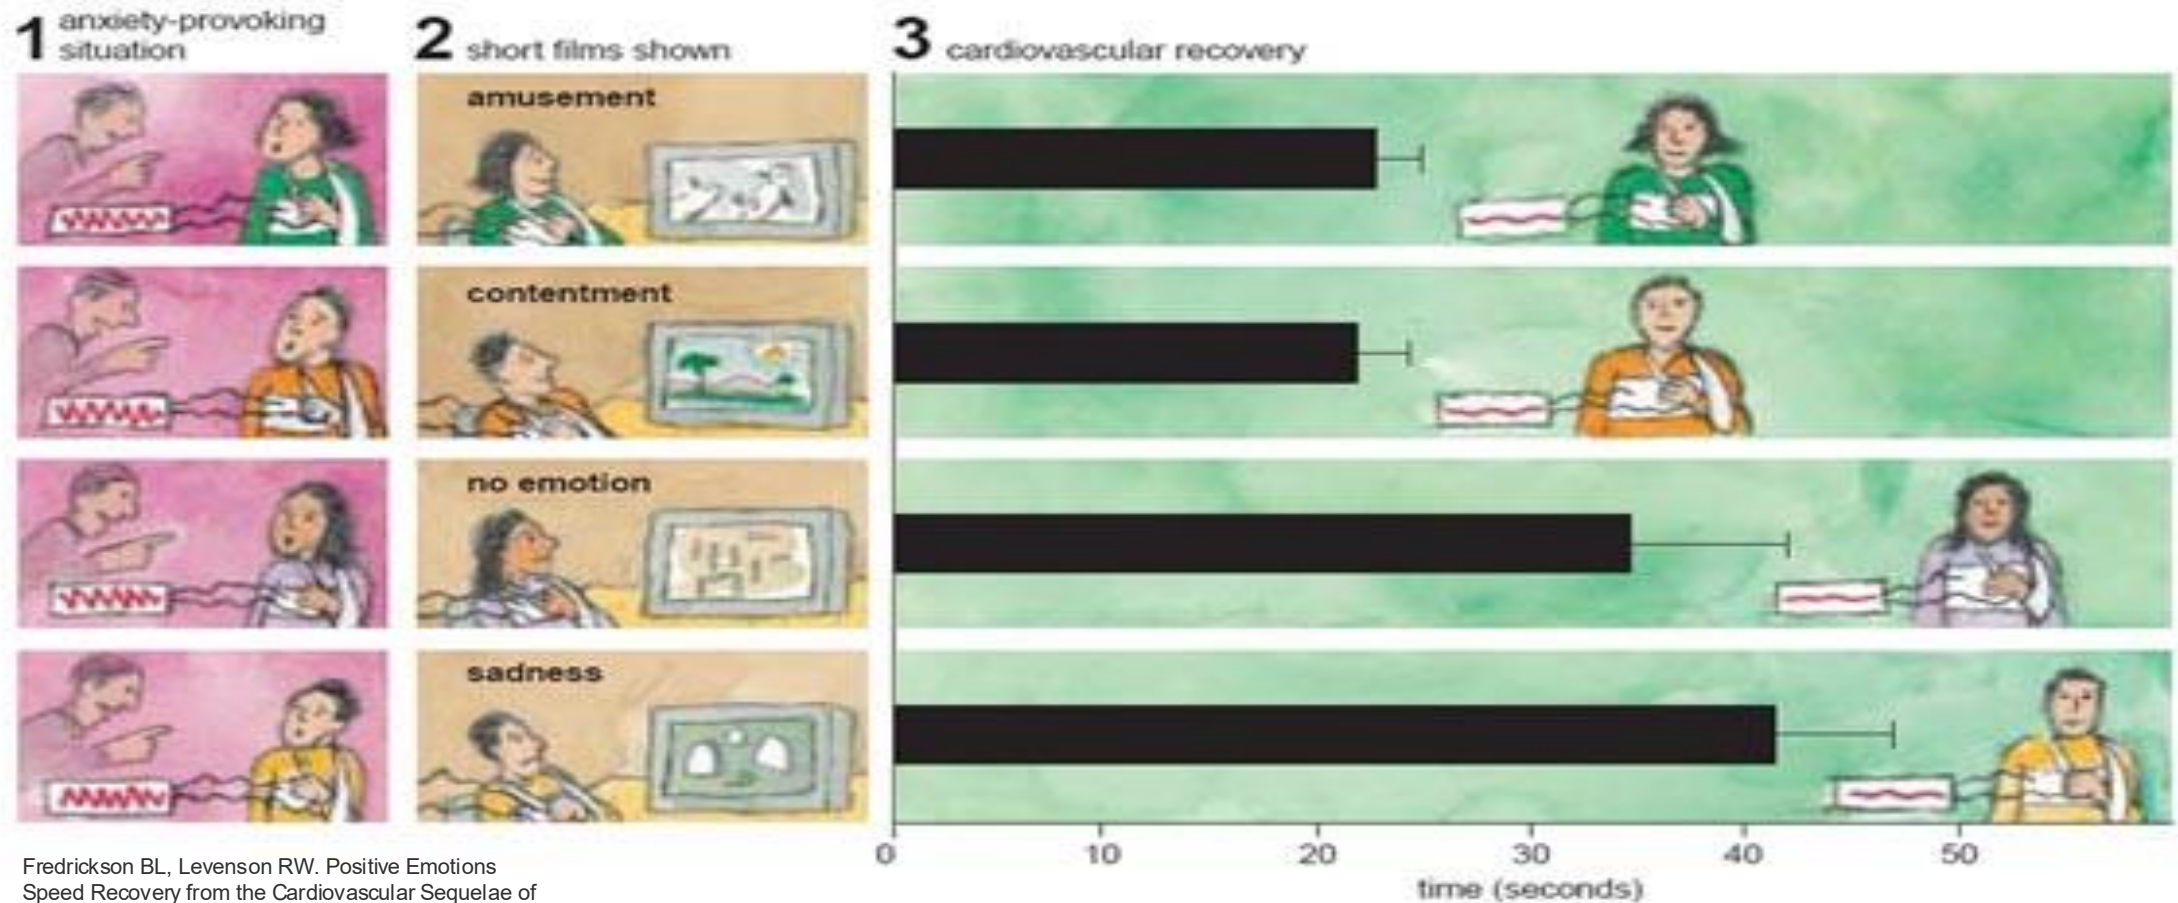 1 anxiety-provoking
situation
2 short films shown
3 cardiovascular recovery
amusement
contentment
no emotion
sadness
0 10 20 30 40 50
time (seconds)
Fredrickson BL, Levenson RW. Positive Emotions
Speed Recovery from the Cardiovascular Sequelae of